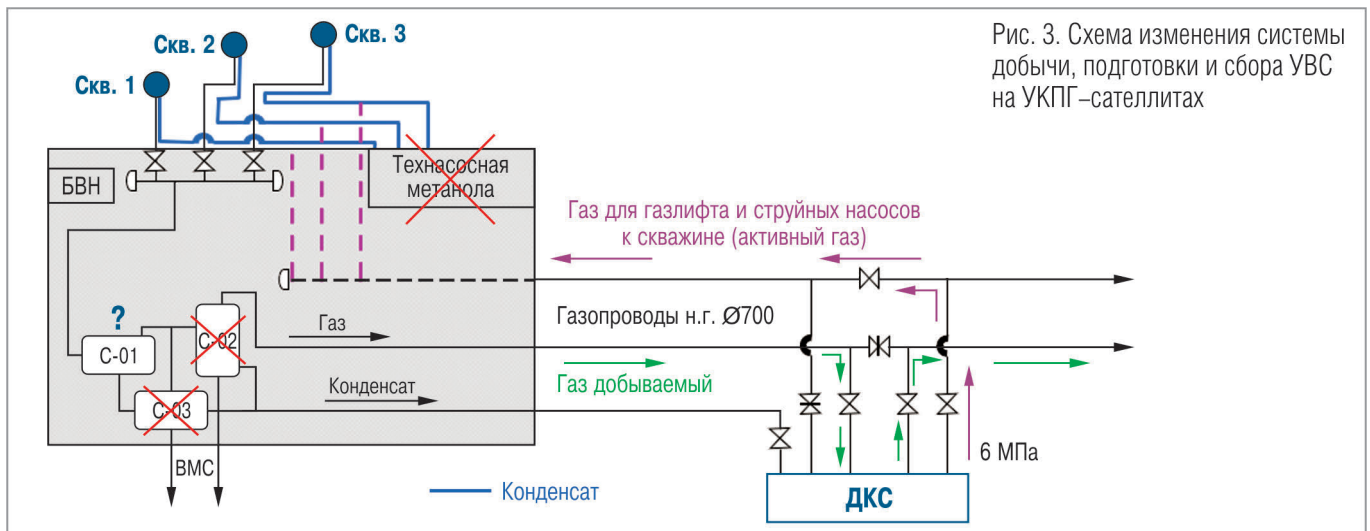 Рис. 3. Схема изменения системы
добычи, подготовки и сбора УВС
на УКПГ–сателлитах
Скв. 1
Скв. 2
Скв. 3
БВН
Технасосная
метанола
Газ для газлифта и струйных насосов
к скважине (активный газ)
?
С-01
С-02
С-03
Газ
Газопроводы н.г. Ø700
Газ добываемый
Конденсат
ВМС
6 МПа
ДКС
Конденсат